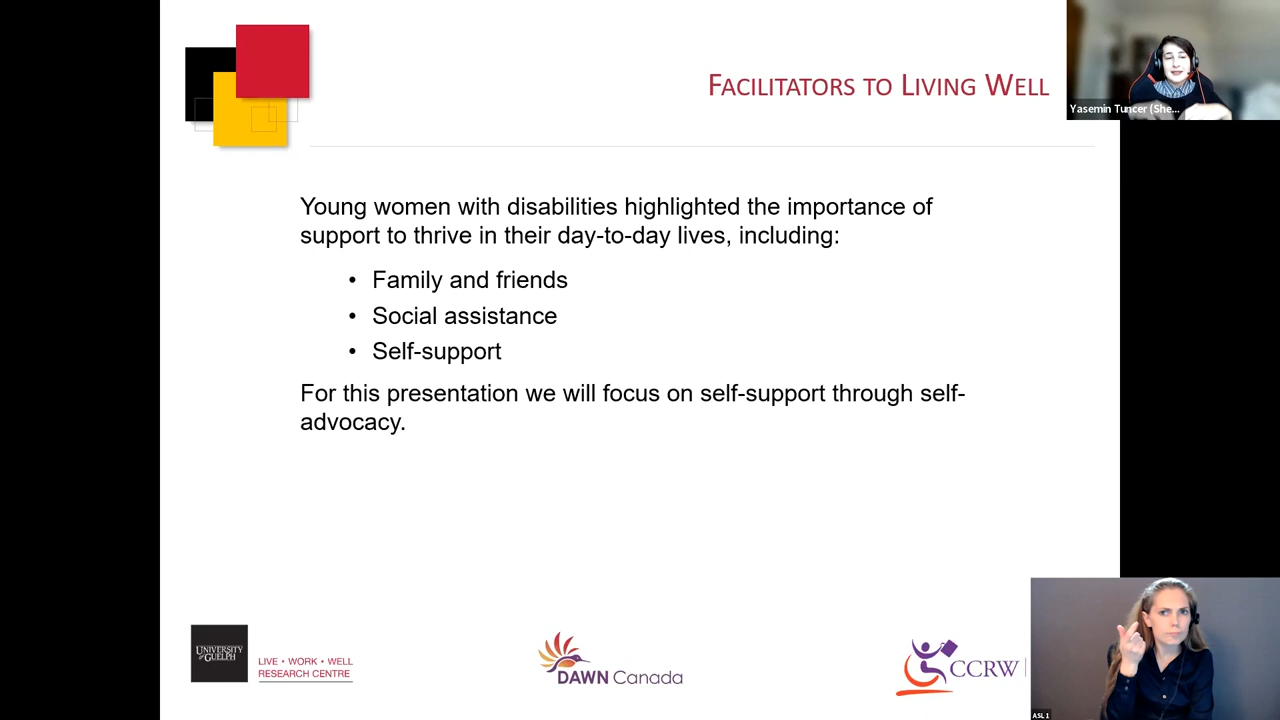 FACILITATORS TO LIVING WELL
Yasemin Tuncer (She...
Young women with disabilities highlighted the importance of
support to thrive in their day-to-day lives, including:
• Family and friends
• Social assistance
• Self-support
For this presentation we will focus on self-support through self-
advocacy.
UNIVERSITY
of GUELPH
LIVE • WORK • WELL
RESEARCH CENTRE
DAWN Canada
CCRW
ASL 1